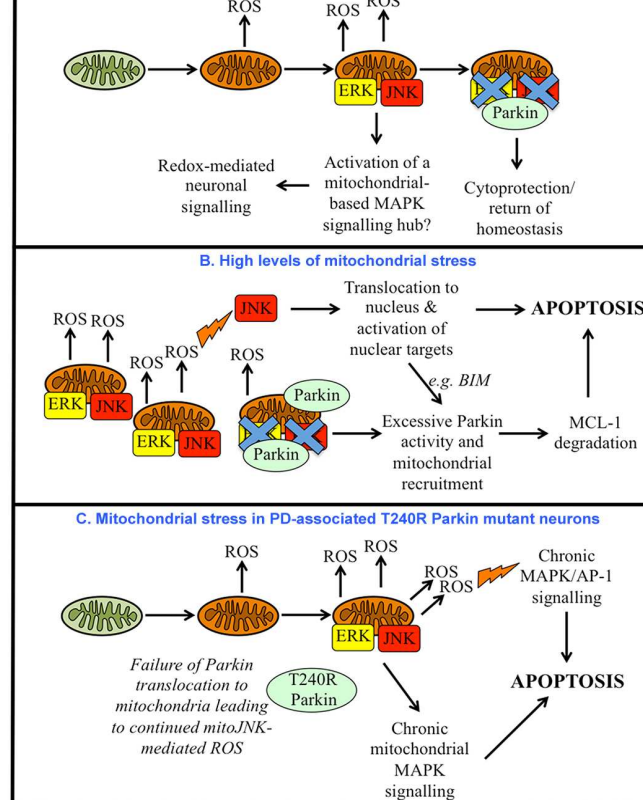 ROS
ROS
ROS
ERK
JNK
Parkin
Redox-mediated
neuronal
signalling
Activation of a
mitochondrial-
based MAPK
signalling hub?
Cytoprotection/
return of
homeostasis
B. High levels of mitochondrial stress
ROS ROS
ERK
JNK
ROS
ROS
ERK
JNK
JNK
Translocation to
nucleus &
activation of
nuclear targets
APOPTOSIS
e.g. BIM
ROS
Parkin
Parkin
Excessive Parkin
activity and
mitochondrial
recruitment
MCL-1
degradation
C. Mitochondrial stress in PD-associated T240R Parkin mutant neurons
ROS
ROS
ROS
ROS
ROS
ERK
JNK
Chronic
MAPK/AP-1
signalling
APOPTOSIS
Failure of Parkin
translocation to
mitochondria leading
to continued mitoJNK-
mediated ROS
T240R
Parkin
Chronic
mitochondrial
MAPK
signalling